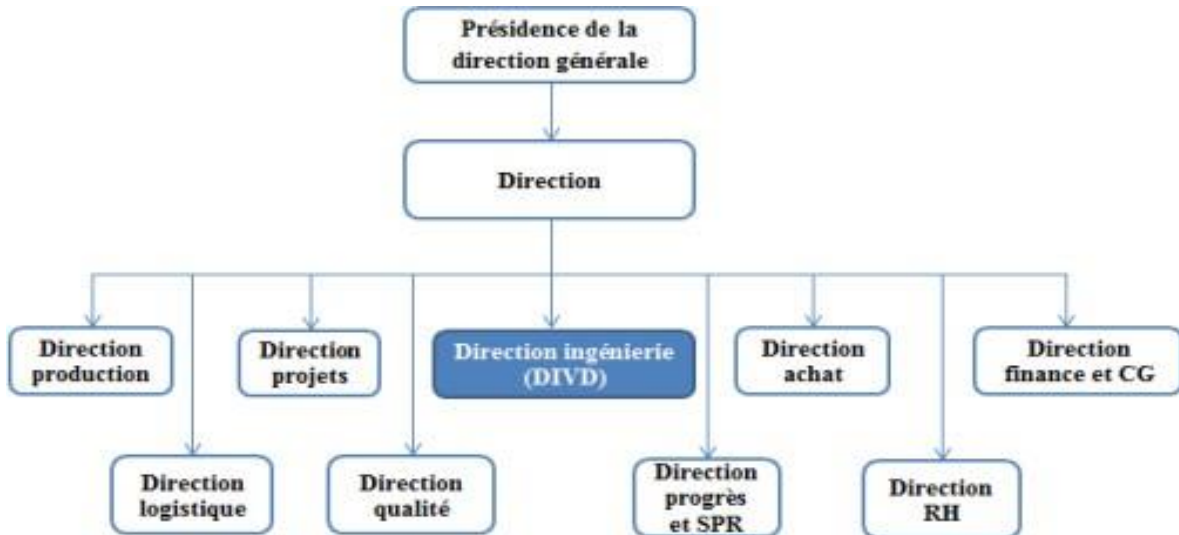 Présidence de la
direction générale
Direction
Direction
production
Direction
projets
Direction ingénierie
(DIVD)
Direction
achat
Direction
finance et CG
Direction
logistique
Direction
qualité
Direction
progrès
et SPR
Direction
RH